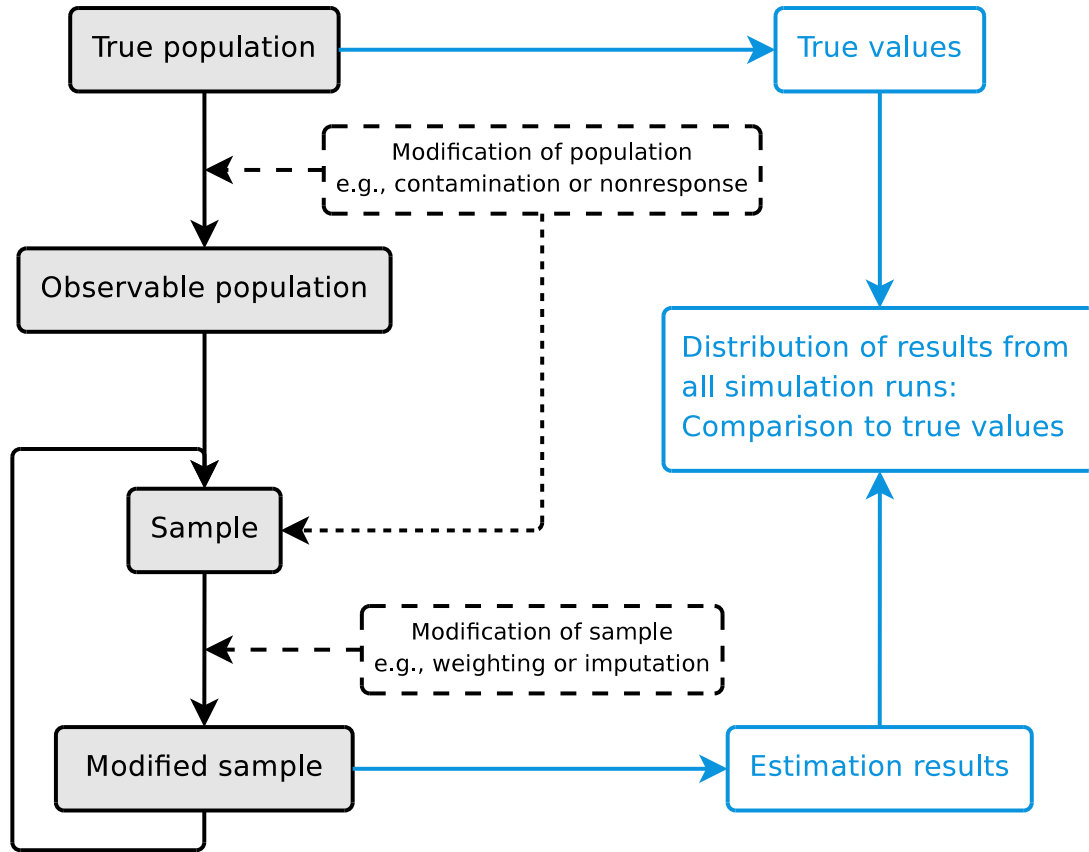 True population
True values
Modification of population
e.g., contamination or nonresponse
Observable population
Distribution of results from
all simulation runs:
Comparison to true values
Sample
Modification of sample
e.g., weighting or imputation
Modified sample
Estimation results